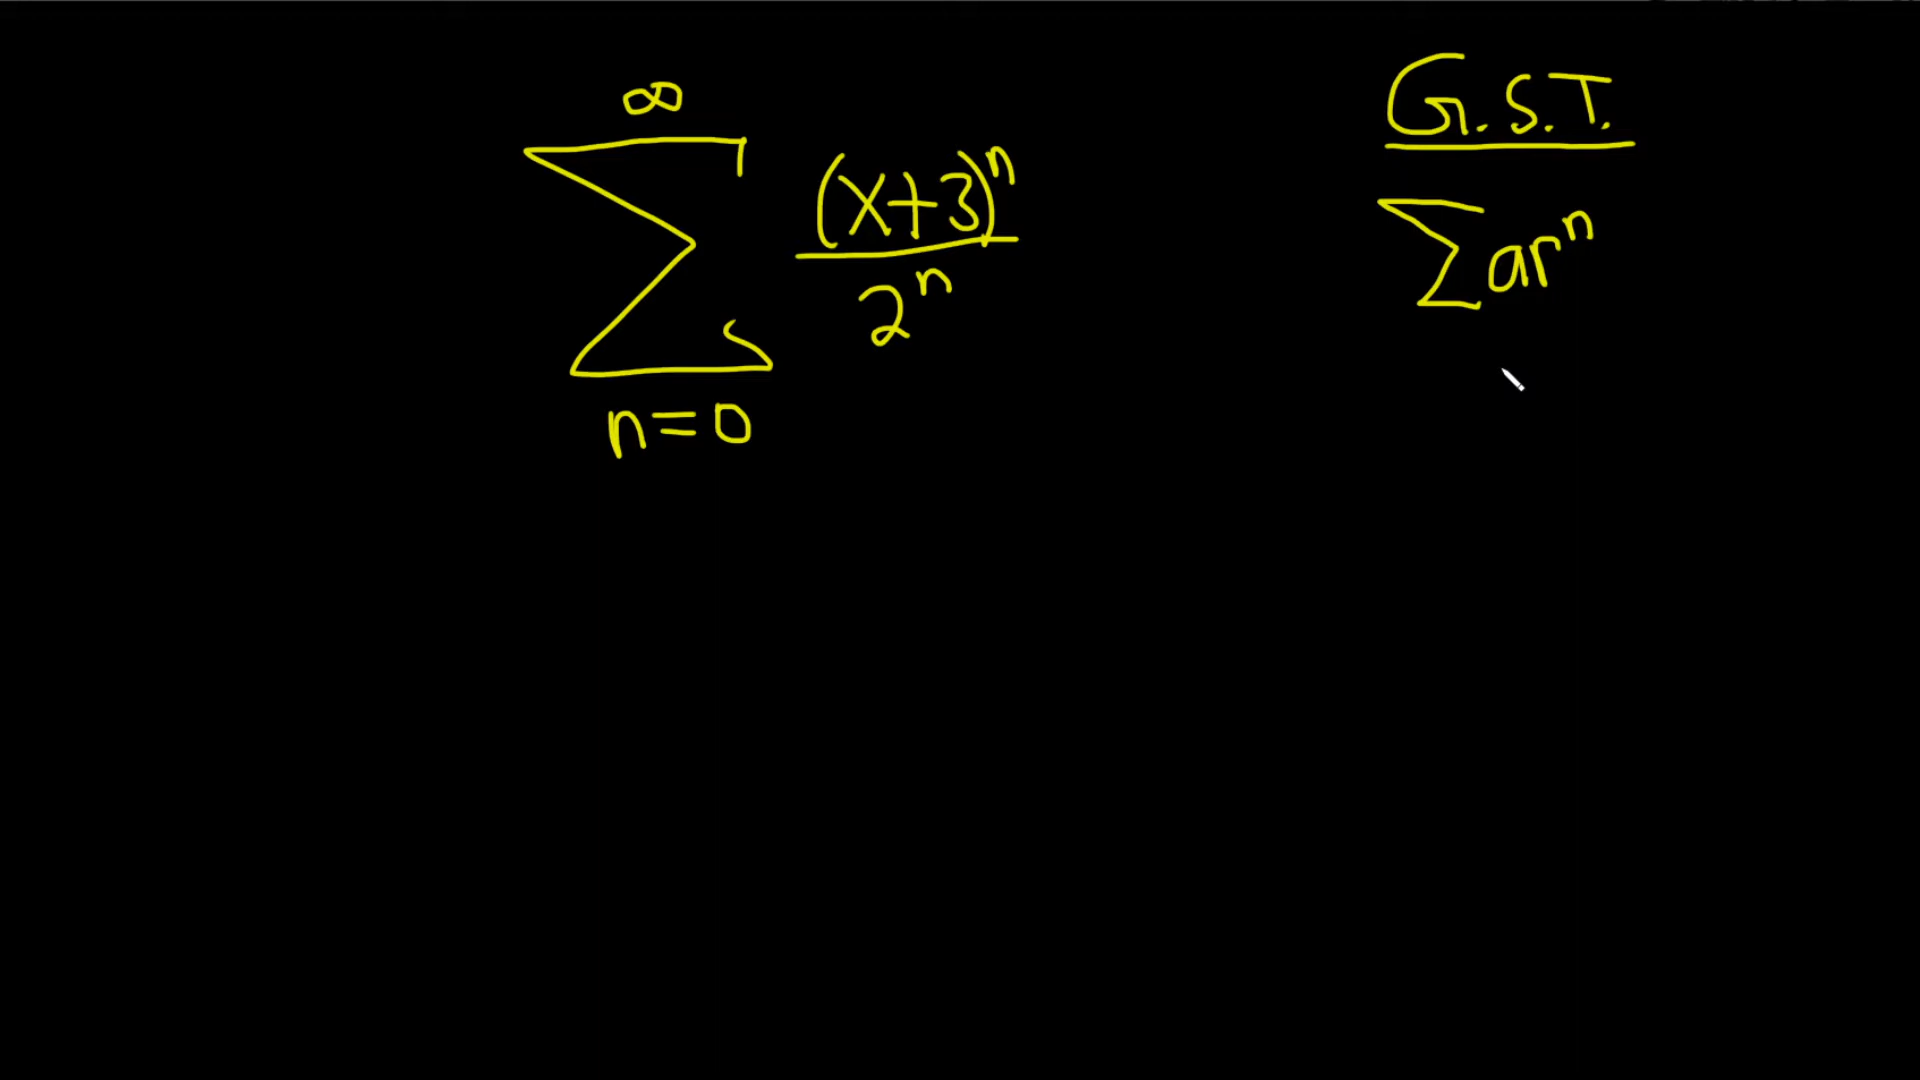 ∞
∑ (x+3)^n / 2^n
n=0
G.S.T.
∑ ar^n